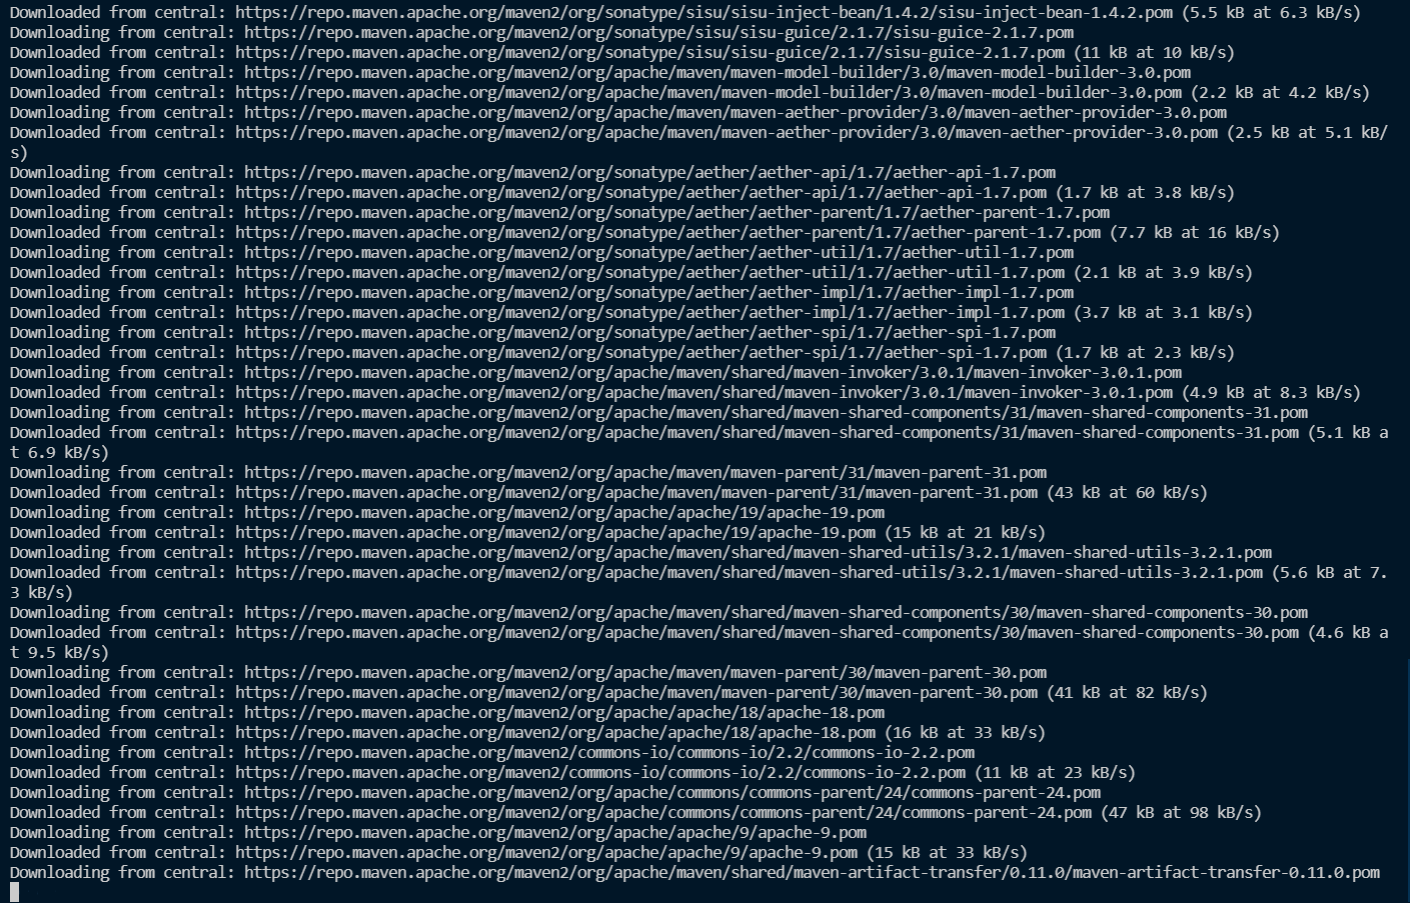 Downloaded from central: https://repo.maven.apache.org/maven2/org/sonatype/sisu/sisu-inject-bean/1.4.2/sisu-inject-bean-1.4.2.pom (5.5 kB at 6.3 kB/s)
Downloading from central: https://repo.maven.apache.org/maven2/org/sonatype/sisu/sisu-guice/2.1.7/sisu-guice-2.1.7.pom
Downloaded from central: https://repo.maven.apache.org/maven2/org/sonatype/sisu/sisu-guice/2.1.7/sisu-guice-2.1.7.pom (11 kB at 10 kB/s)
Downloading from central: https://repo.maven.apache.org/maven2/org/apache/maven/maven-model-builder/3.0/maven-model-builder-3.0.pom
Downloaded from central: https://repo.maven.apache.org/maven2/org/apache/maven/maven-model-builder/3.0/maven-model-builder-3.0.pom (2.2 kB at 4.2 kB/s)
Downloading from central: https://repo.maven.apache.org/maven2/org/apache/maven/maven-aether-provider/3.0/maven-aether-provider-3.0.pom
Downloaded from central: https://repo.maven.apache.org/maven2/org/apache/maven/maven-aether-provider/3.0/maven-aether-provider-3.0.pom (2.5 kB at 5.1 kB/
s)
Downloading from central: https://repo.maven.apache.org/maven2/org/sonatype/aether/aether-api/1.7/aether-api-1.7.pom
Downloaded from central: https://repo.maven.apache.org/maven2/org/sonatype/aether/aether-api/1.7/aether-api-1.7.pom (1.7 kB at 3.8 kB/s)
Downloading from central: https://repo.maven.apache.org/maven2/org/sonatype/aether/aether-parent/1.7/aether-parent-1.7.pom
Downloaded from central: https://repo.maven.apache.org/maven2/org/sonatype/aether/aether-parent/1.7/aether-parent-1.7.pom (7.7 kB at 16 kB/s)
Downloading from central: https://repo.maven.apache.org/maven2/org/sonatype/aether/aether-util/1.7/aether-util-1.7.pom
Downloaded from central: https://repo.maven.apache.org/maven2/org/sonatype/aether/aether-util/1.7/aether-util-1.7.pom (2.1 kB at 3.9 kB/s)
Downloading from central: https://repo.maven.apache.org/maven2/org/sonatype/aether/aether-impl/1.7/aether-impl-1.7.pom
Downloaded from central: https://repo.maven.apache.org/maven2/org/sonatype/aether/aether-impl/1.7/aether-impl-1.7.pom (3.7 kB at 3.1 kB/s)
Downloading from central: https://repo.maven.apache.org/maven2/org/sonatype/aether/aether-spi/1.7/aether-spi-1.7.pom
Downloaded from central: https://repo.maven.apache.org/maven2/org/sonatype/aether/aether-spi/1.7/aether-spi-1.7.pom (1.7 kB at 2.3 kB/s)
Downloading from central: https://repo.maven.apache.org/maven2/org/apache/maven/shared/maven-invoker/3.0.1/maven-invoker-3.0.1.pom
Downloaded from central: https://repo.maven.apache.org/maven2/org/apache/maven/shared/maven-invoker/3.0.1/maven-invoker-3.0.1.pom (4.9 kB at 8.3 kB/s)
Downloading from central: https://repo.maven.apache.org/maven2/org/apache/maven/shared/maven-shared-components/31/maven-shared-components-31.pom
Downloaded from central: https://repo.maven.apache.org/maven2/org/apache/maven/shared/maven-shared-components/31/maven-shared-components-31.pom (5.1 kB a
t 6.9 kB/s)
Downloading from central: https://repo.maven.apache.org/maven2/org/apache/maven/maven-parent/31/maven-parent-31.pom
Downloaded from central: https://repo.maven.apache.org/maven2/org/apache/maven/maven-parent/31/maven-parent-31.pom (43 kB at 60 kB/s)
Downloading from central: https://repo.maven.apache.org/maven2/org/apache/apache/19/apache-19.pom
Downloaded from central: https://repo.maven.apache.org/maven2/org/apache/apache/19/apache-19.pom (15 kB at 21 kB/s)
Downloading from central: https://repo.maven.apache.org/maven2/org/apache/maven/shared/maven-shared-utils/3.2.1/maven-shared-utils-3.2.1.pom
Downloaded from central: https://repo.maven.apache.org/maven2/org/apache/maven/shared/maven-shared-utils/3.2.1/maven-shared-utils-3.2.1.pom (5.6 kB at 7.
3 kB/s)
Downloading from central: https://repo.maven.apache.org/maven2/org/apache/maven/shared/maven-shared-components/30/maven-shared-components-30.pom
Downloaded from central: https://repo.maven.apache.org/maven2/org/apache/maven/shared/maven-shared-components/30/maven-shared-components-30.pom (4.6 kB a
t 9.5 kB/s)
Downloading from central: https://repo.maven.apache.org/maven2/org/apache/maven/maven-parent/30/maven-parent-30.pom
Downloaded from central: https://repo.maven.apache.org/maven2/org/apache/maven/maven-parent/30/maven-parent-30.pom (41 kB at 82 kB/s)
Downloading from central: https://repo.maven.apache.org/maven2/org/apache/apache/18/apache-18.pom
Downloaded from central: https://repo.maven.apache.org/maven2/org/apache/apache/18/apache-18.pom (16 kB at 33 kB/s)
Downloading from central: https://repo.maven.apache.org/maven2/commons-io/commons-io/2.2/commons-io-2.2.pom
Downloaded from central: https://repo.maven.apache.org/maven2/commons-io/commons-io/2.2/commons-io-2.2.pom (11 kB at 23 kB/s)
Downloading from central: https://repo.maven.apache.org/maven2/org/apache/commons/commons-parent/24/commons-parent-24.pom
Downloaded from central: https://repo.maven.apache.org/maven2/org/apache/commons/commons-parent/24/commons-parent-24.pom (47 kB at 98 kB/s)
Downloading from central: https://repo.maven.apache.org/maven2/org/apache/apache/9/apache-9.pom
Downloaded from central: https://repo.maven.apache.org/maven2/org/apache/apache/9/apache-9.pom (15 kB at 33 kB/s)
Downloading from central: https://repo.maven.apache.org/maven2/org/apache/maven/shared/maven-artifact-transfer/0.11.0/maven-artifact-transfer-0.11.0.pom